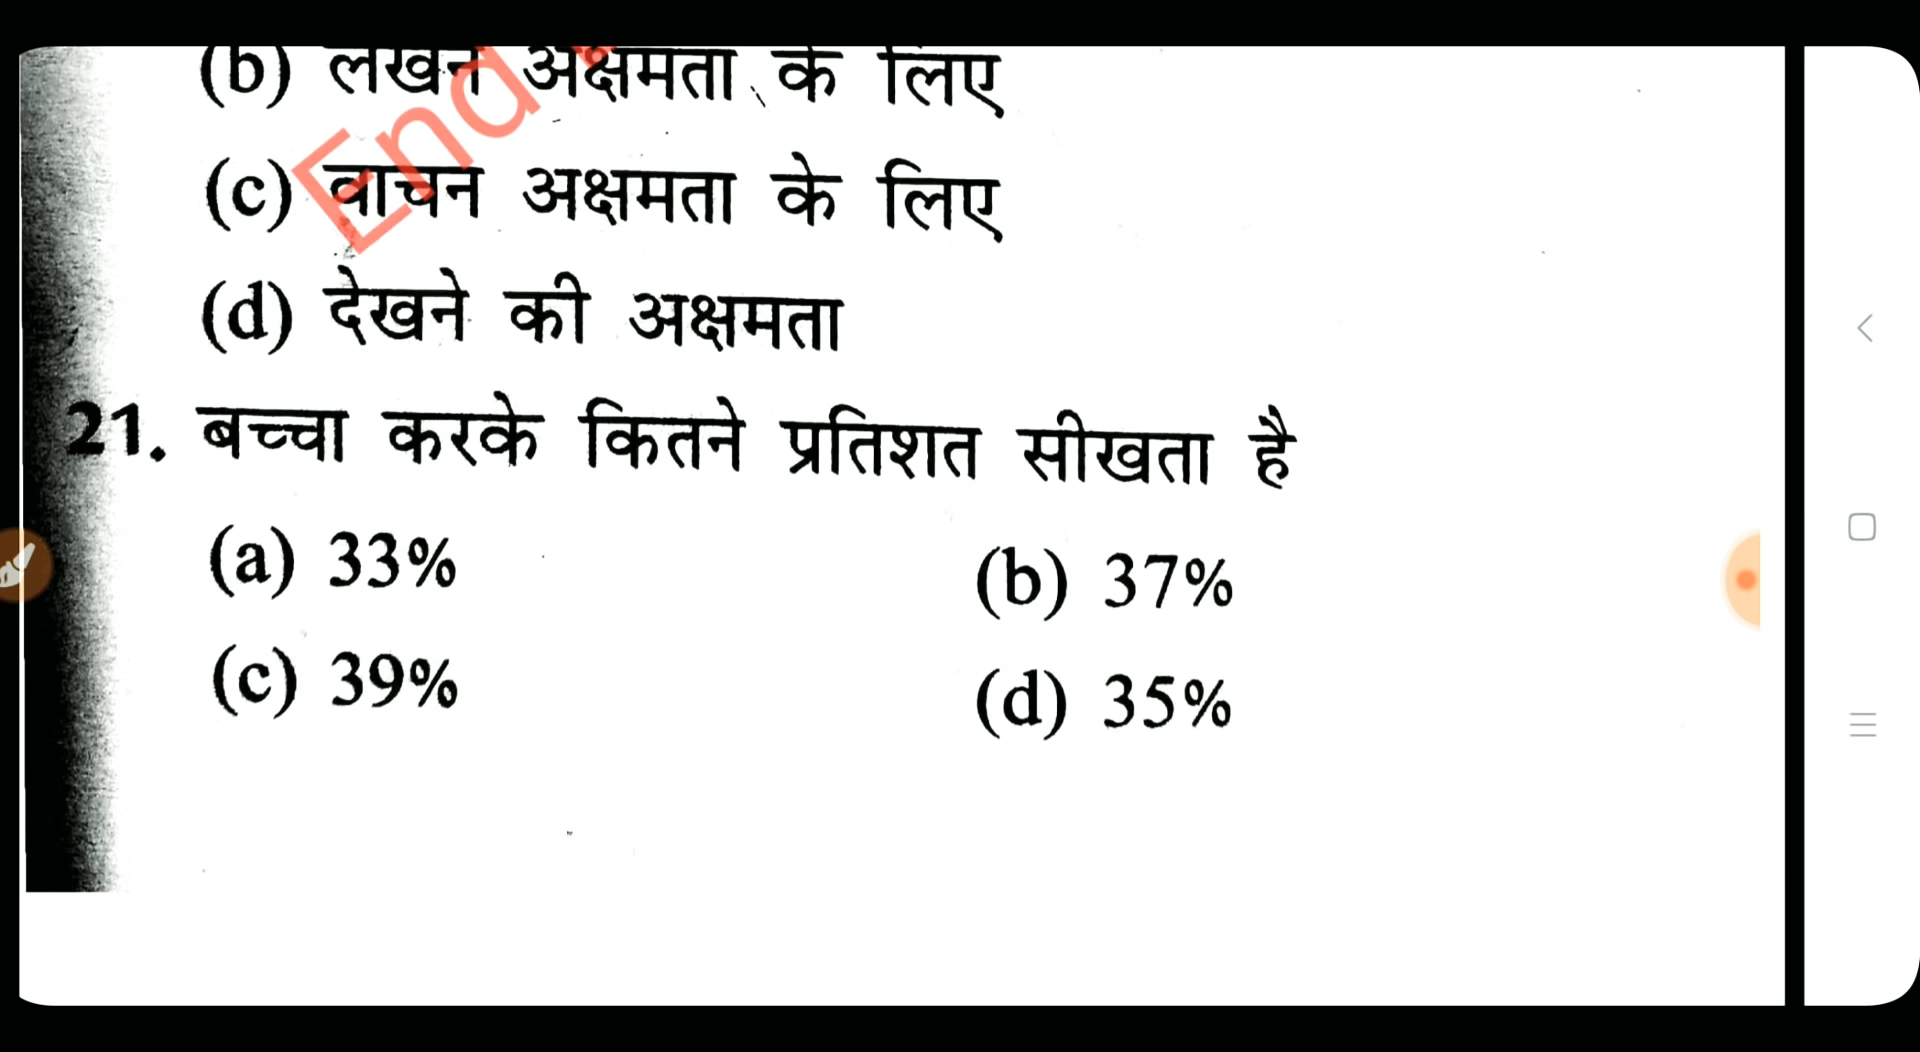 (b) लेखन अक्षमता के लिए
(c) वाचन अक्षमता के लिए
(d) देखने की अक्षमता
21. बच्चा करके कितने प्रतिशत सीखता है
(a) 33% (b) 37%
(c) 39% (d) 35%
End